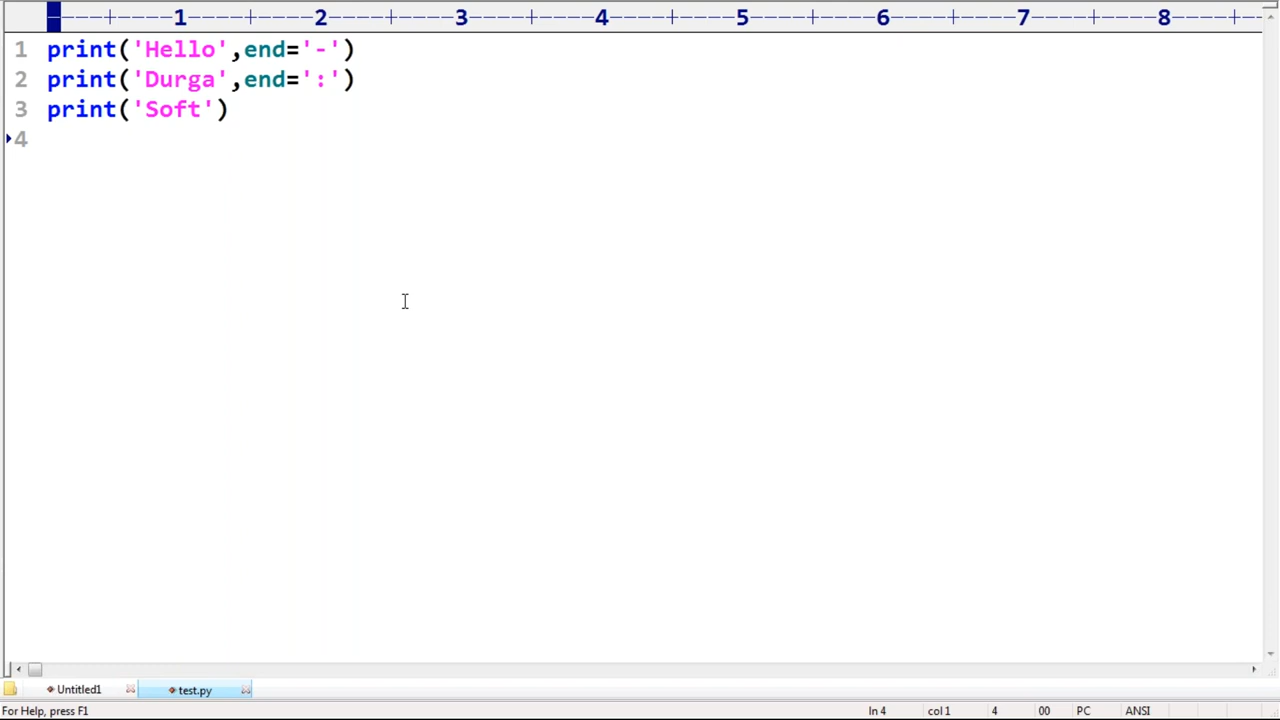 1 2 3 4 5 6 7 8
1 print('Hello',end='-')
2 print('Durga',end=':')
3 print('Soft')
4
Untitled1 test.py
For Help, press F1 ln 4 col 1 4 00 PC ANSI